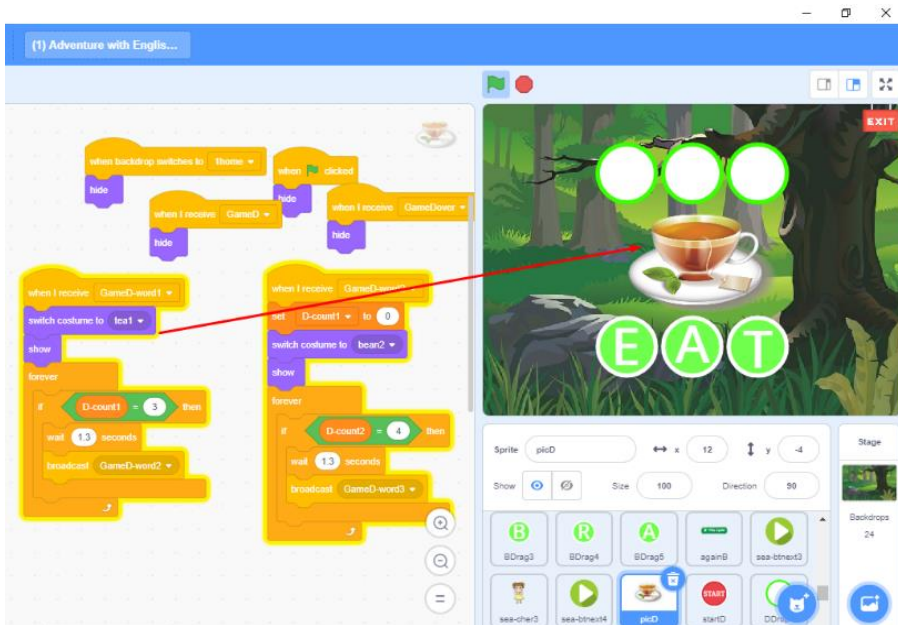 (1) Adventure with Englis...
when backdrop switches to 1home
hide
when clicked
hide
when I receive GameD
hide
when I receive GameDover
hide
when I receive GameD-word1
switch costume to tea1
show
forever
if D-count1 = 3 then
wait 1.3 seconds
broadcast GameD-word2
when I receive
set D-count1 to 0
switch costume to bean2
show
forever
if D-count2 = 4 then
wait 1.3 seconds
broadcast GameD-word3
EXIT
E A T
Sprite picD x 12 y -4
Show Size 100 Direction 90
Stage
Backdrops
24
BDrag3 BDrag4 BDrag5 againB sea-btnext3
START
sea-cher3 sea-btnext4 picD startD